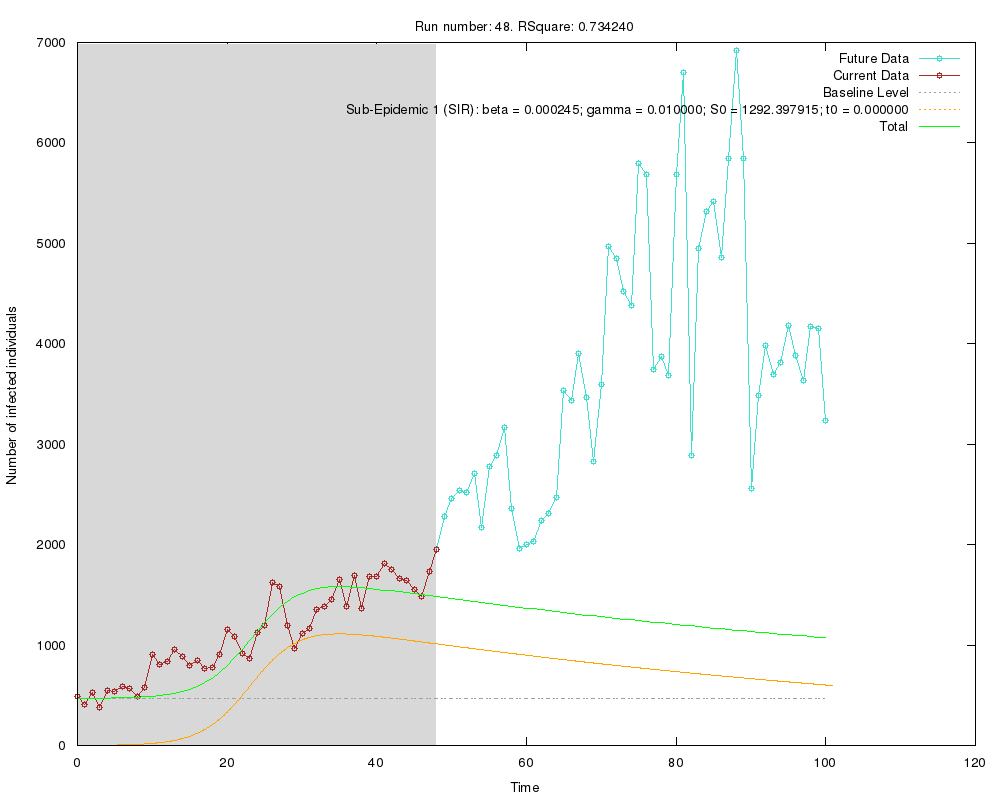 Run number: 48. RSquare: 0.734240
Future Data
Current Data
Baseline Level
Sub-Epidemic 1 (SIR): beta = 0.000245; gamma = 0.010000; S0 = 1292.397915; t0 = 0.000000
Total
7000
6000
5000
4000
3000
2000
1000
0
Number of infected individuals
0 20 40 60 80 100 120
Time